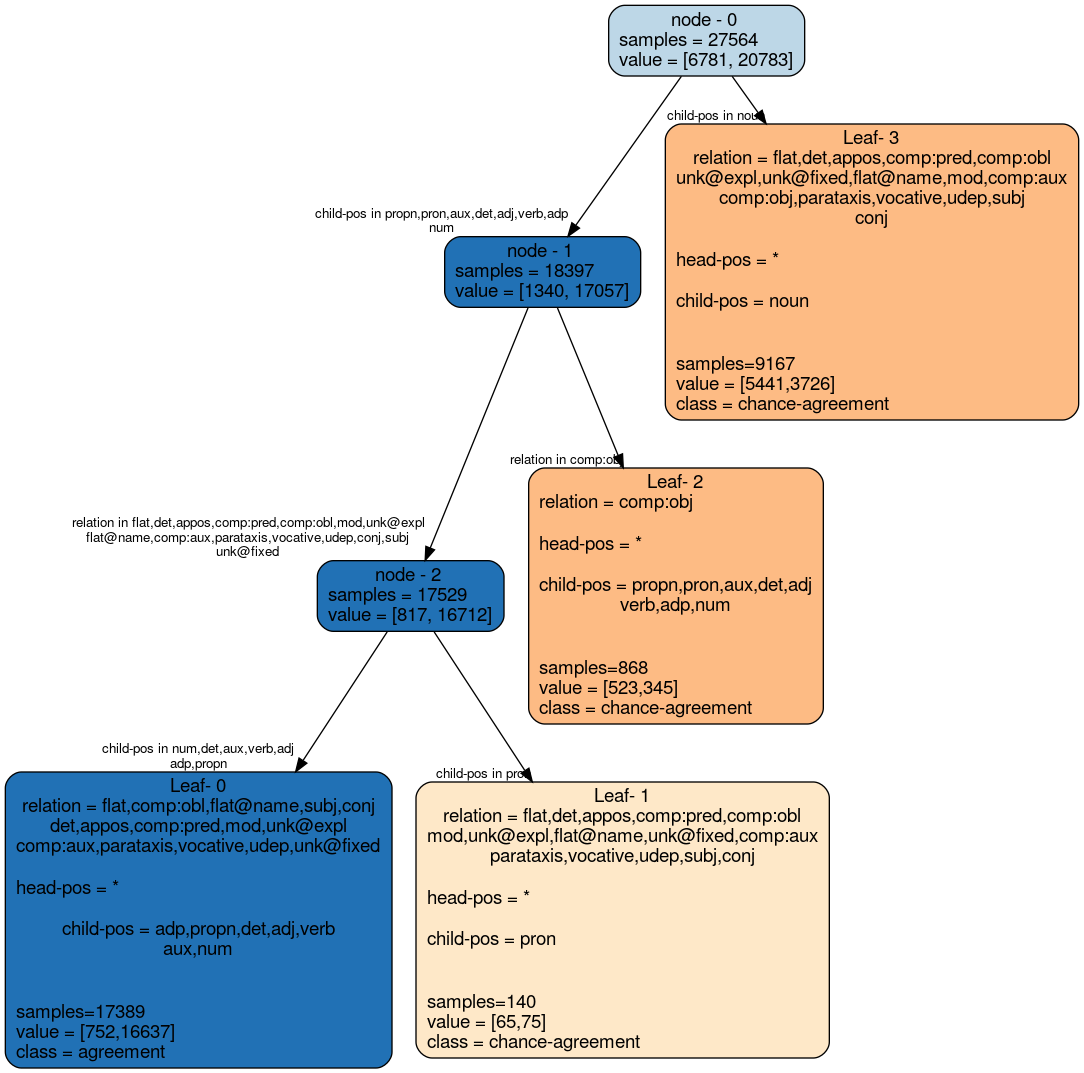 node - 0
samples = 27564
value = [6781, 20783]
child-pos in nou
Leaf- 3
relation = flat,det,appos,comp:pred,comp:obl
unk@expl,unk@fixed,flat@name,mod,comp:aux
comp:obj,parataxis,vocative,udep,subj
conj
head-pos = *
child-pos = noun
samples=9167
value = [5441,3726]
class = chance-agreement
child-pos in propn,pron,aux,det,adj,verb,adp
num
node - 1
samples = 18397
value = [1340, 17057]
relation in comp:ob
Leaf- 2
relation = comp:obj
head-pos = *
child-pos = propn,pron,aux,det,adj
verb,adp,num
samples=868
value = [523,345]
class = chance-agreement
relation in flat,det,appos,comp:pred,comp:obl,mod,unk@expl
flat@name,comp:aux,parataxis,vocative,udep,conj,subj
unk@fixed
node - 2
samples = 17529
value = [817, 16712]
child-pos in num,det,aux,verb,adj
adp,propn
Leaf- 0
relation = flat,comp:obl,flat@name,subj,conj
det,appos,comp:pred,mod,unk@expl
comp:aux,parataxis,vocative,udep,unk@fixed
head-pos = *
child-pos = adp,propn,det,adj,verb
aux,num
samples=17389
value = [752,16637]
class = agreement
child-pos in pro
Leaf- 1
relation = flat,det,appos,comp:pred,comp:obl
mod,unk@expl,flat@name,unk@fixed,comp:aux
parataxis,vocative,udep,subj,conj
head-pos = *
child-pos = pron
samples=140
value = [65,75]
class = chance-agreement